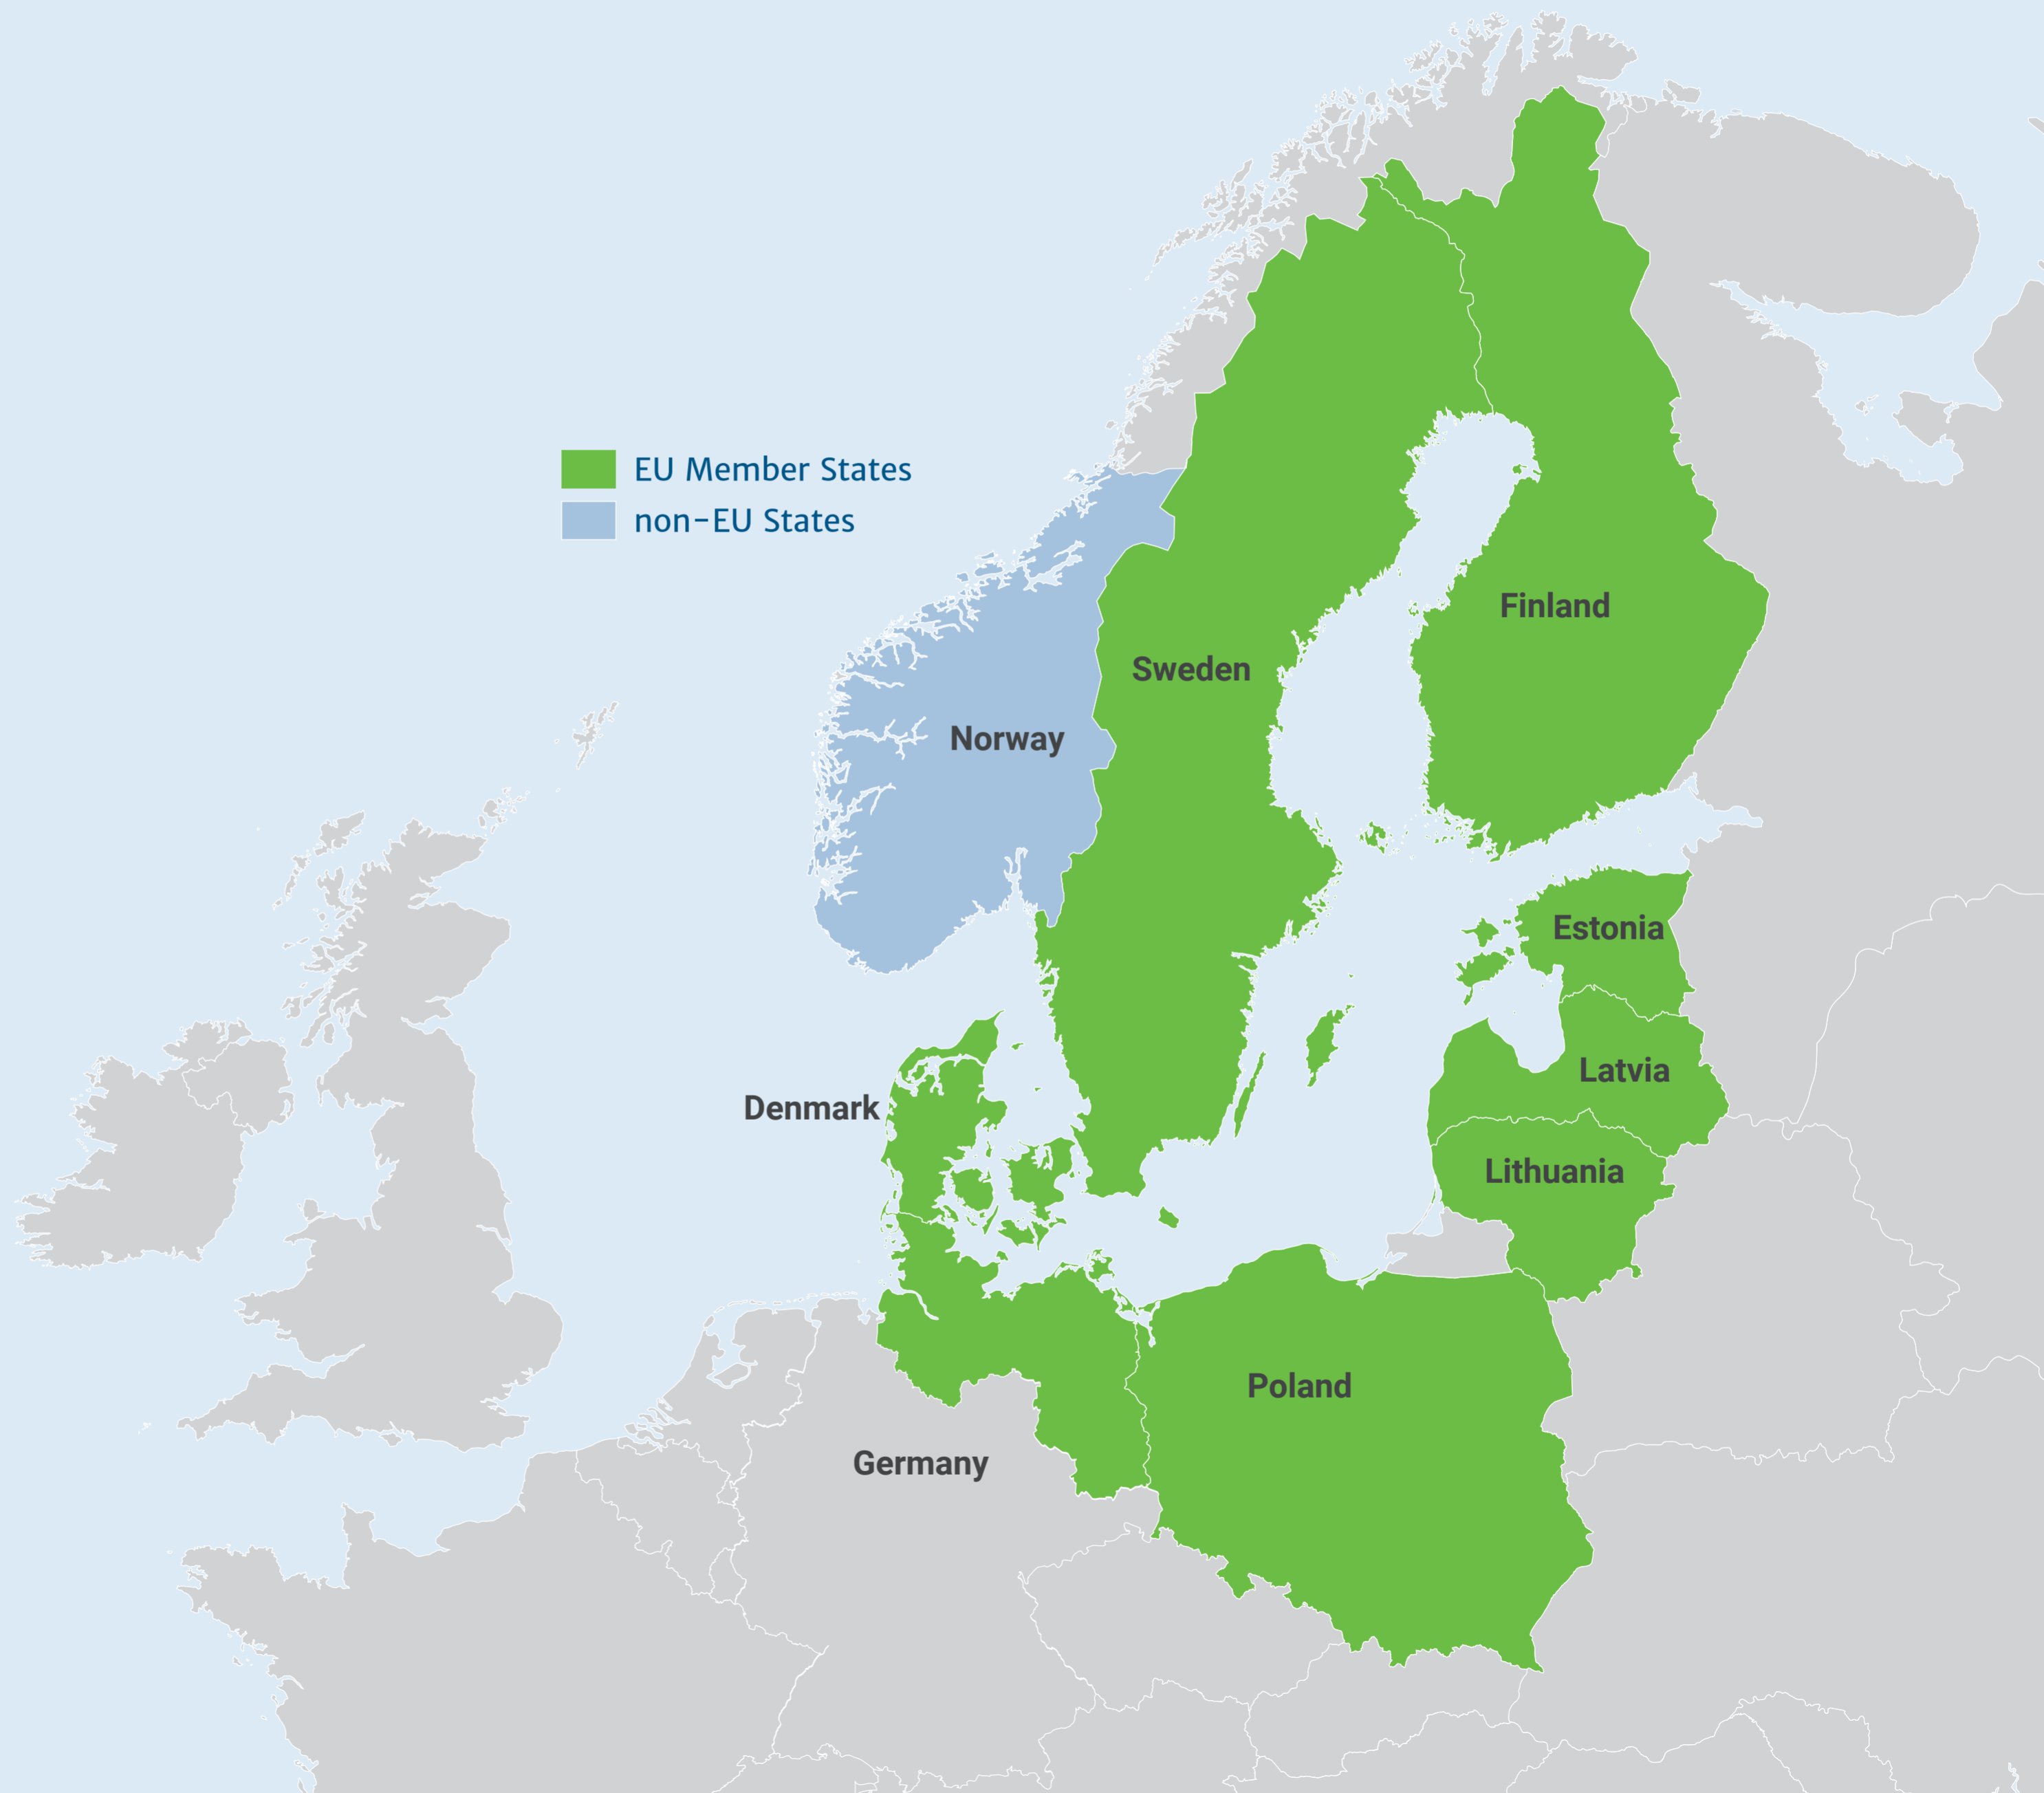 EU Member States
non-EU States
Finland
Sweden
Norway
Estonia
Latvia
Denmark
Lithuania
Poland
Germany